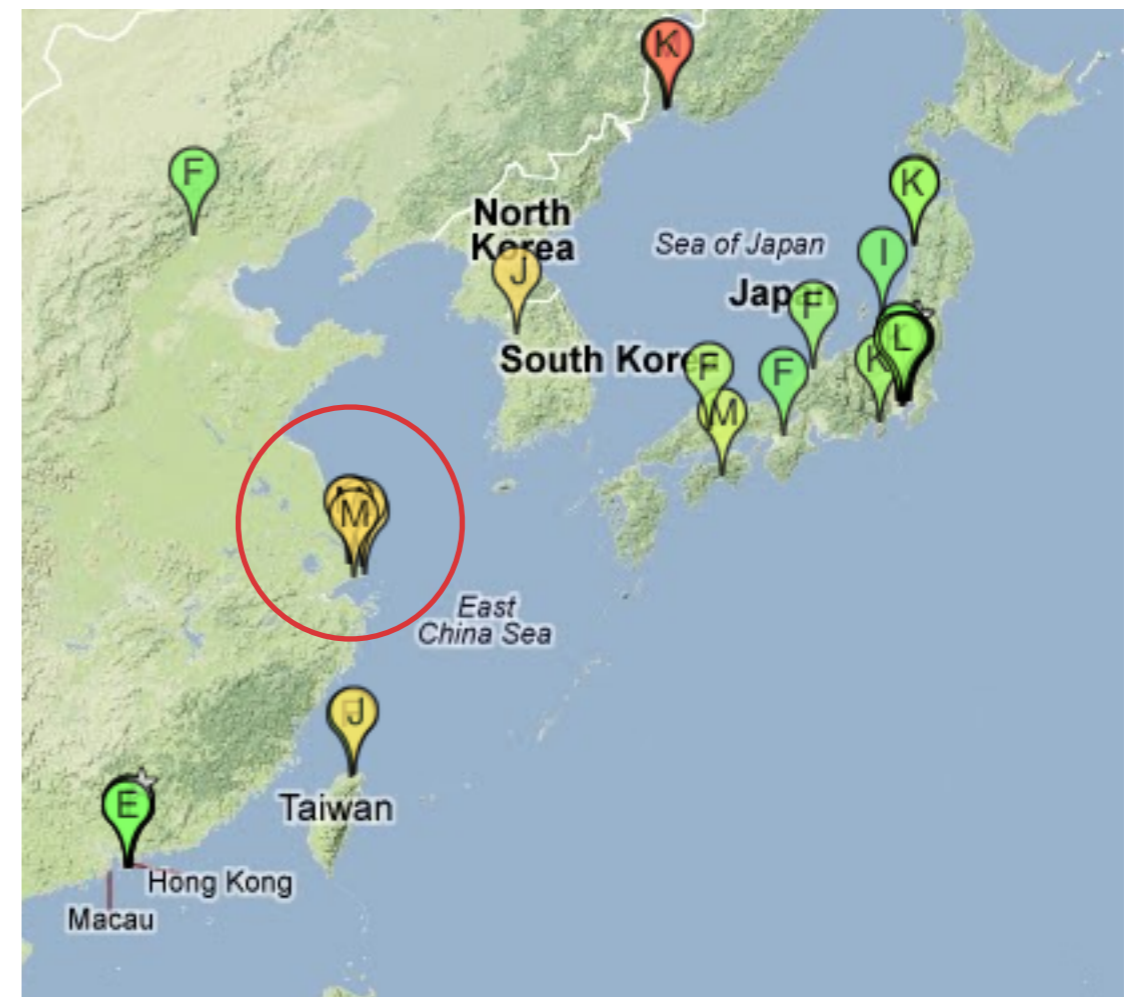 K
F
K
North
Korea
Sea of Japan
I
J
Japan
F
L
South Korea
F
F
K
M
M
East
China Sea
J
Taiwan
E
Hong Kong
Macau